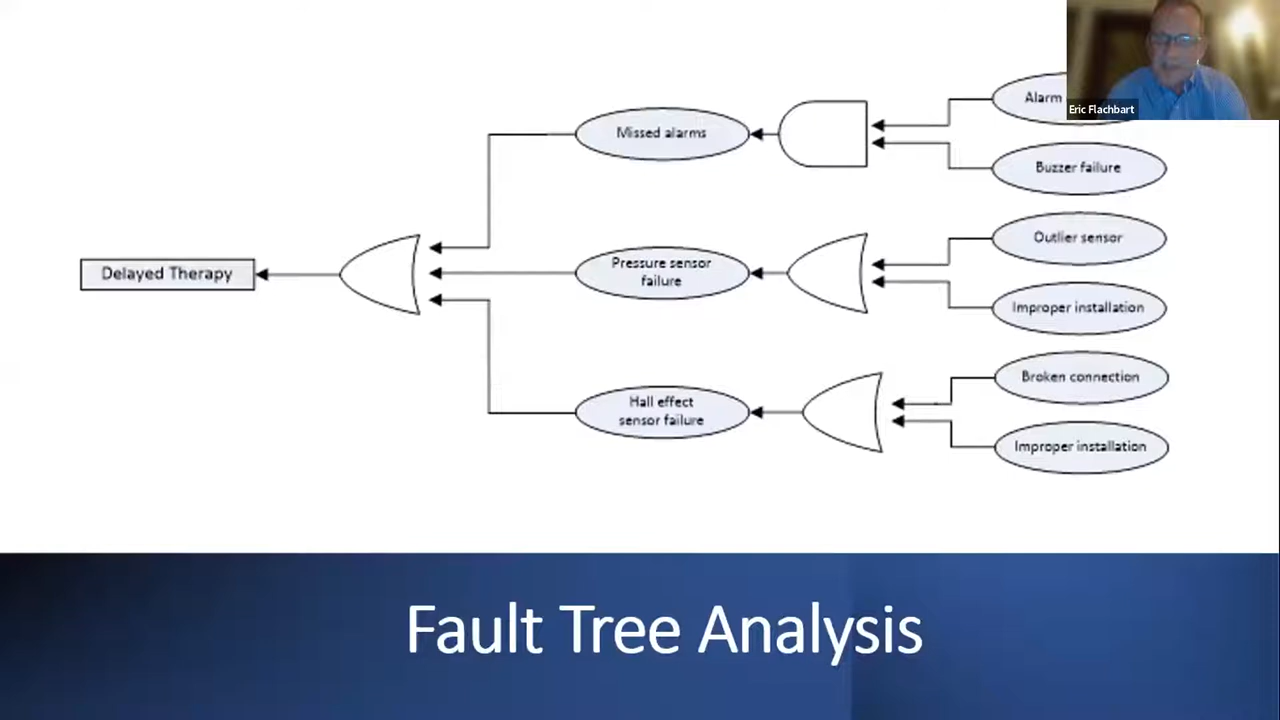 Alarm
Eric Flachbart
Missed alarms
Buzzer failure
Outlier sensor
Delayed Therapy
Pressure sensor
failure
Improper installation
Broken connection
Hall effect
sensor failure
Improper installation
Fault Tree Analysis